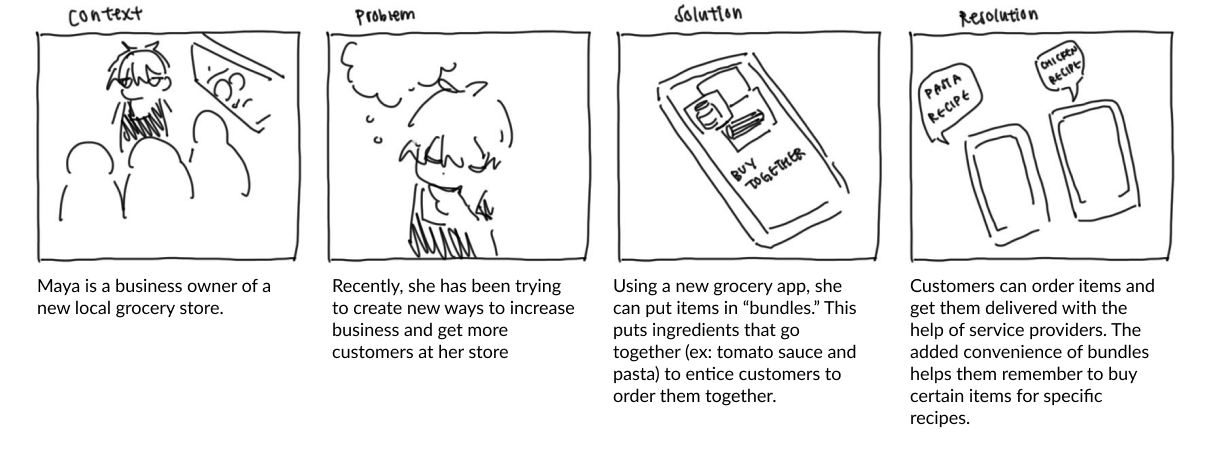 Context
Problem
Solution
Resolution
BUY
TOGETHER
PASTA
RECIPE
CHICKEN
RECIPE
Maya is a business owner of a
new local grocery store.
Recently, she has been trying
to create new ways to increase
business and get more
customers at her store
Using a new grocery app, she
can put items in “bundles.” This
puts ingredients that go
together (ex: tomato sauce and
pasta) to entice customers to
order them together.
Customers can order items and
get them delivered with the
help of service providers. The
added convenience of bundles
helps them remember to buy
certain items for specific
recipes.